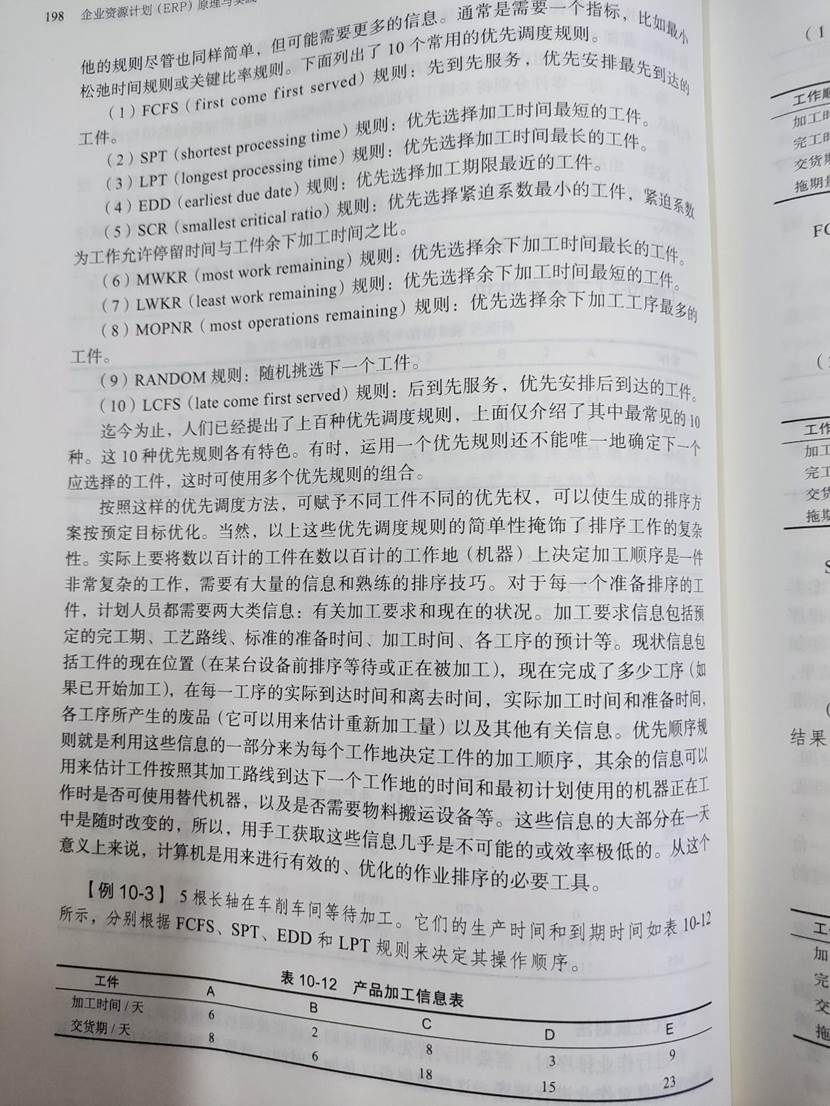 198 企业资源计划（ERP）原理与实践
他的规则尽管也同样简单，但可能需要更多的信息。通常是需要一个指标，比如最小
松弛时间规则或关键比率规则。下面列出了 10 个常用的优先调度规则。
（1）FCFS（first come first served）规则：先到先服务，优先安排最先到达的
工件。
（2）SPT（shortest processing time）规则：优先选择加工时间最短的工件。
（3）LPT（longest processing time）规则：优先选择加工时间最长的工件。
（4）EDD（earliest due date）规则：优先选择加工期限最近的工件。
（5）SCR（smallest critical ratio）规则：优先选择紧迫系数最小的工件，紧迫系数
为工作允许停留时间与工件余下加工时间之比。
（6）MWKR（most work remaining）规则：优先选择余下加工时间最长的工件。
（7）LWKR（least work remaining）规则：优先选择余下加工时间最短的工件。
（8）MOPNR（most operations remaining）规则：优先选择余下加工工序最多的
工件。
（9）RANDOM 规则：随机挑选下一个工件。
（10）LCFS（late come first served）规则：后到先服务，优先安排后到达的工件。
迄今为止，人们已经提出了上百种优先调度规则，上面仅介绍了其中最常见的 10
种。这 10 种优先规则各有特色。有时，运用一个优先规则还不能唯一地确定下一个
应选择的工件，这时可使用多个优先规则的组合。
按照这样的优先调度方法，可赋予不同工件不同的优先权，可以使生成的排序方
案按预定目标优化。当然，以上这些优先调度规则的简单性掩饰了排序工作的复杂
性。实际上要将数以百计的工件在数以百计的工作地（机器）上决定加工顺序是一件
非常复杂的工作，需要有大量的信息和熟练的排序技巧。对于每一个准备排序的工
件，计划人员都需要两大类信息：有关加工要求和现在的状况。加工要求信息包括预
定的完工期、工艺路线、标准的准备时间、加工时间、各工序的预计等。现状信息包
括工件的现在位置（在某台设备前排序等待或正在被加工），现在完成了多少工序（如
果已开始加工），在每一工序的实际到达时间和离去时间，实际加工时间和准备时间，
各工序所产生的废品（它可以用来估计重新加工量）以及其他有关信息。优先顺序规
则就是利用这些信息的一部分来为每个工作地决定工件的加工顺序，其余的信息可以
用来估计工件按照其加工路线到达下一个工作地的时间和最初计划使用的机器正在工
作时是否可使用替代机器，以及是否需要物料搬运设备等。这些信息的大部分在一天
中是随时改变的，所以，用手工获取这些信息几乎是不可能的或效率极低的。从这个
意义上来说，计算机是用来进行有效的、优化的作业排序的必要工具。
【例 10-3】 5 根长轴在车削车间等待加工。它们的生产时间和到期时间如表 10-12
所示，分别根据 FCFS、SPT、EDD 和 LPT 规则来决定其操作顺序。
表 10-12 产品加工信息表
工件 A B C D E
加工时间/天 6 2 8 3 9
交货期/天 8 6 18 15 23
（1
工作
加工
完工
交货
拖期
FC
工作
加工
完工
交货
拖期
S
结果
工
加
完
交
拖